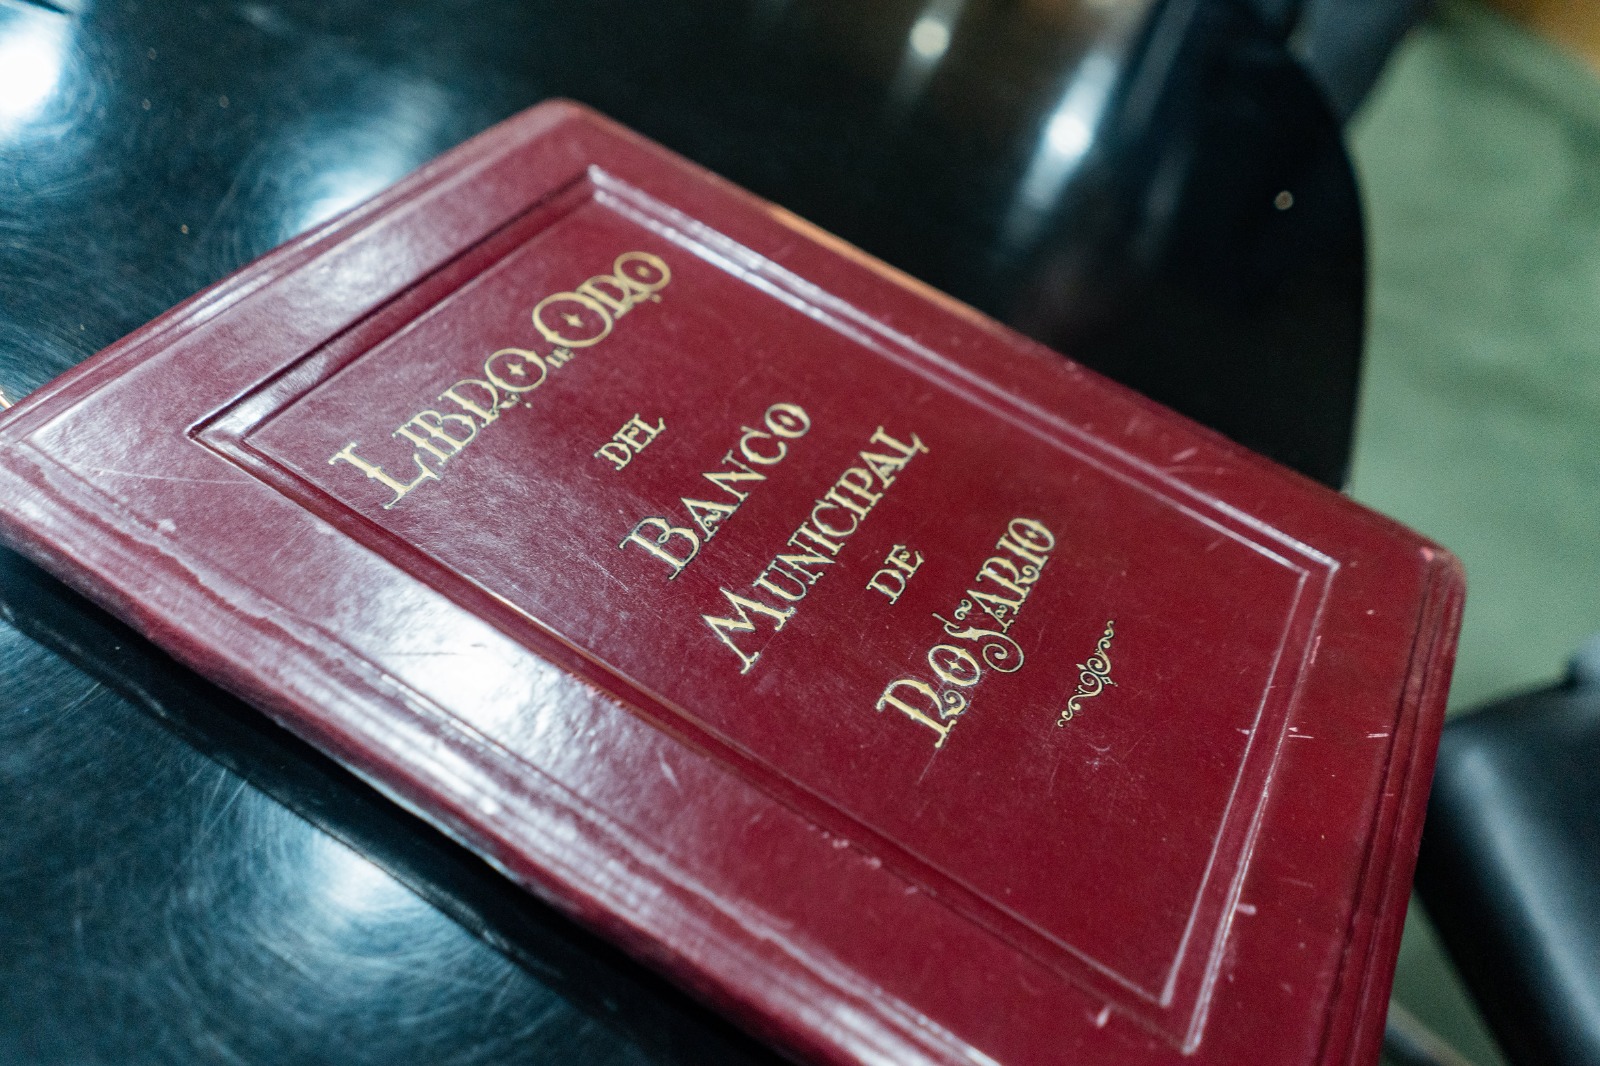 LIBRO DE ORO
DEL
BANCO
MUNICIPAL
DE
ROSARIO